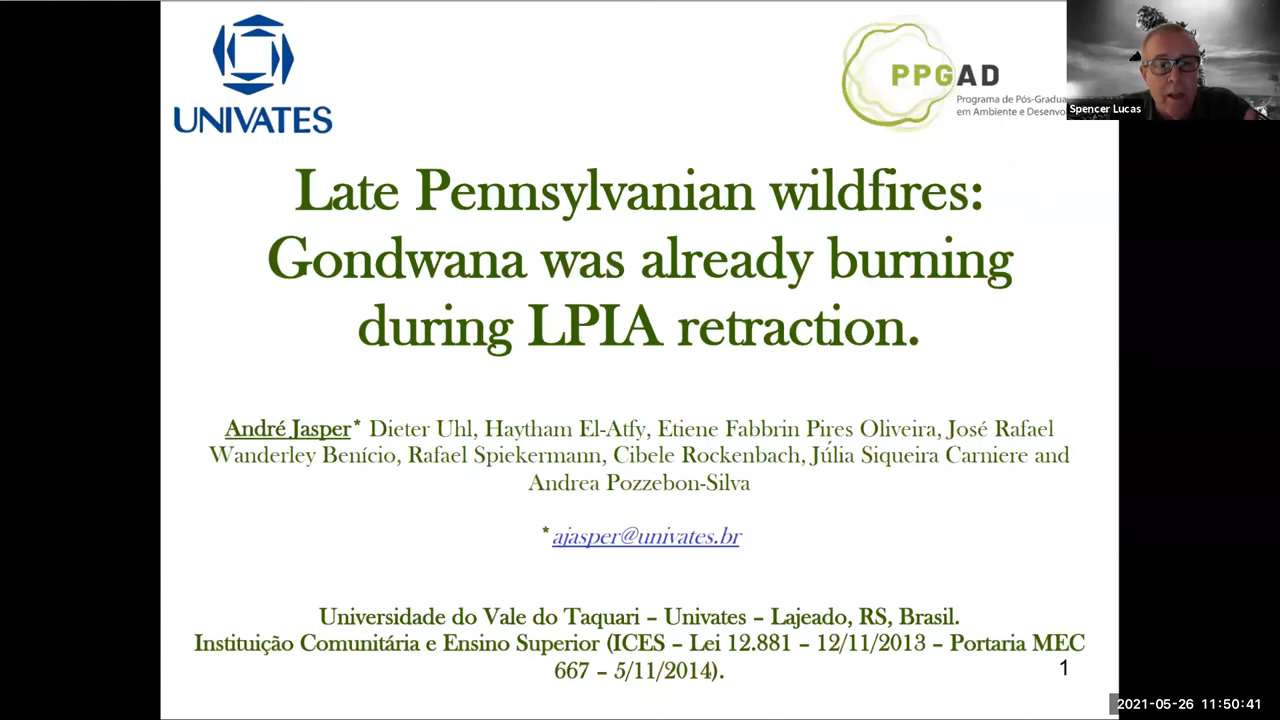 UNIVATES
PPGAD
Programa de Pós-Gradua
em Ambiente e Desenvo
Spencer Lucas
Late Pennsylvanian wildfires:
Gondwana was already burning
during LPIA retraction.
André Jasper* Dieter Uhl, Haytham El-Atfy, Etiene Fabbrin Pires Oliveira, José Rafael
Wanderley Benício, Rafael Spiekermann, Cibele Rockenbach, Júlia Siqueira Carniere and
Andrea Pozzebon-Silva
*ajasper@univates.br
Universidade do Vale do Taquari – Univates – Lajeado, RS, Brasil.
Instituição Comunitária e Ensino Superior (ICES – Lei 12.881 – 12/11/2013 – Portaria MEC
667 – 5/11/2014).
1
2021-05-26 11:50:41